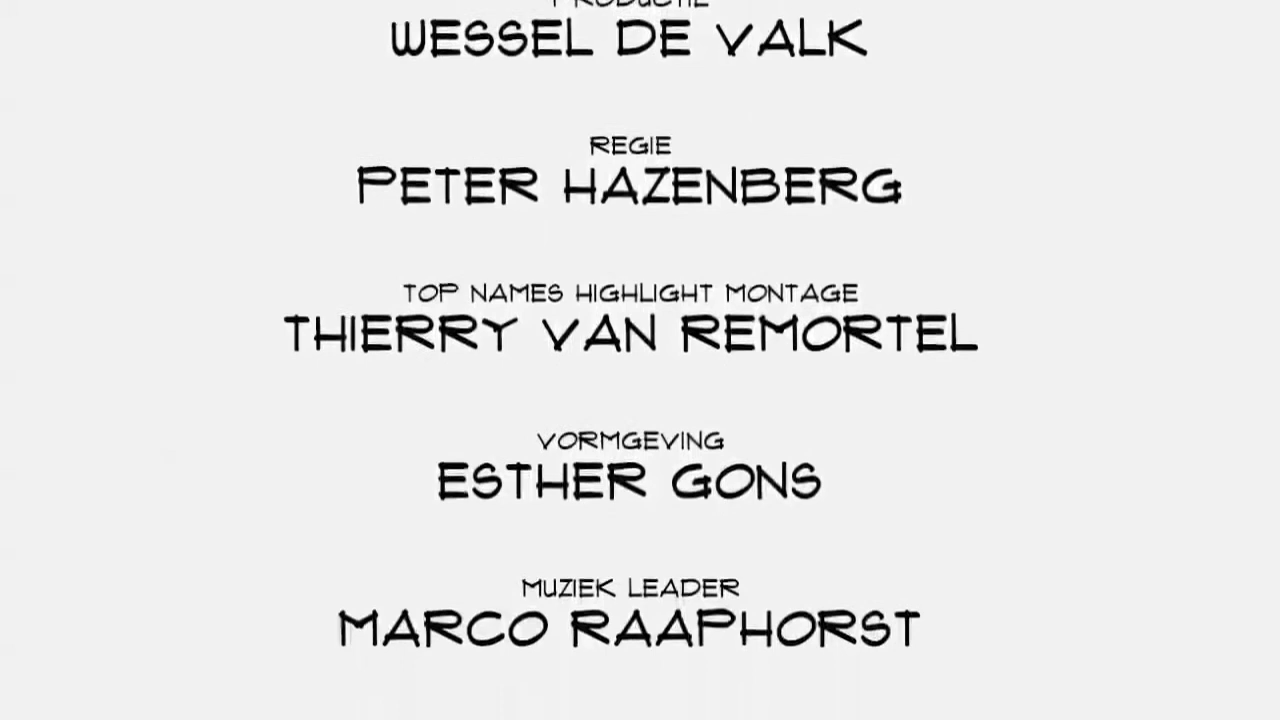 PRODUCTIE
WESSEL DE VALK
REGIE
PETER HAZENBERG
TOP NAMES HIGHLIGHT MONTAGE
THIERRY VAN REMORTEL
VORMGEVING
ESTHER GONS
MUZIEK LEADER
MARCO RAAPHORST